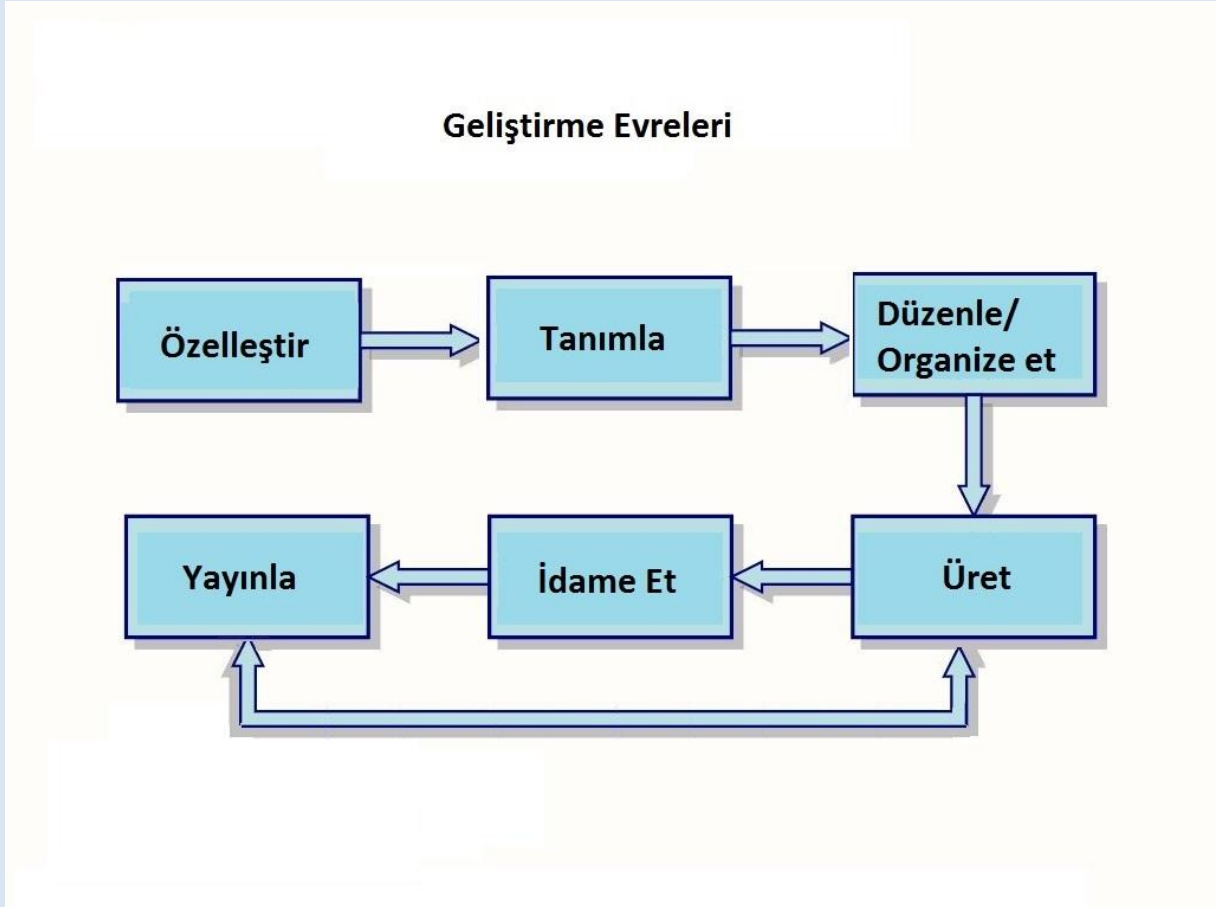 Geliştirme Evreleri
Özelleştir
Tanımla
Düzenle/
Organize et
Üret
İdame Et
Yayınla